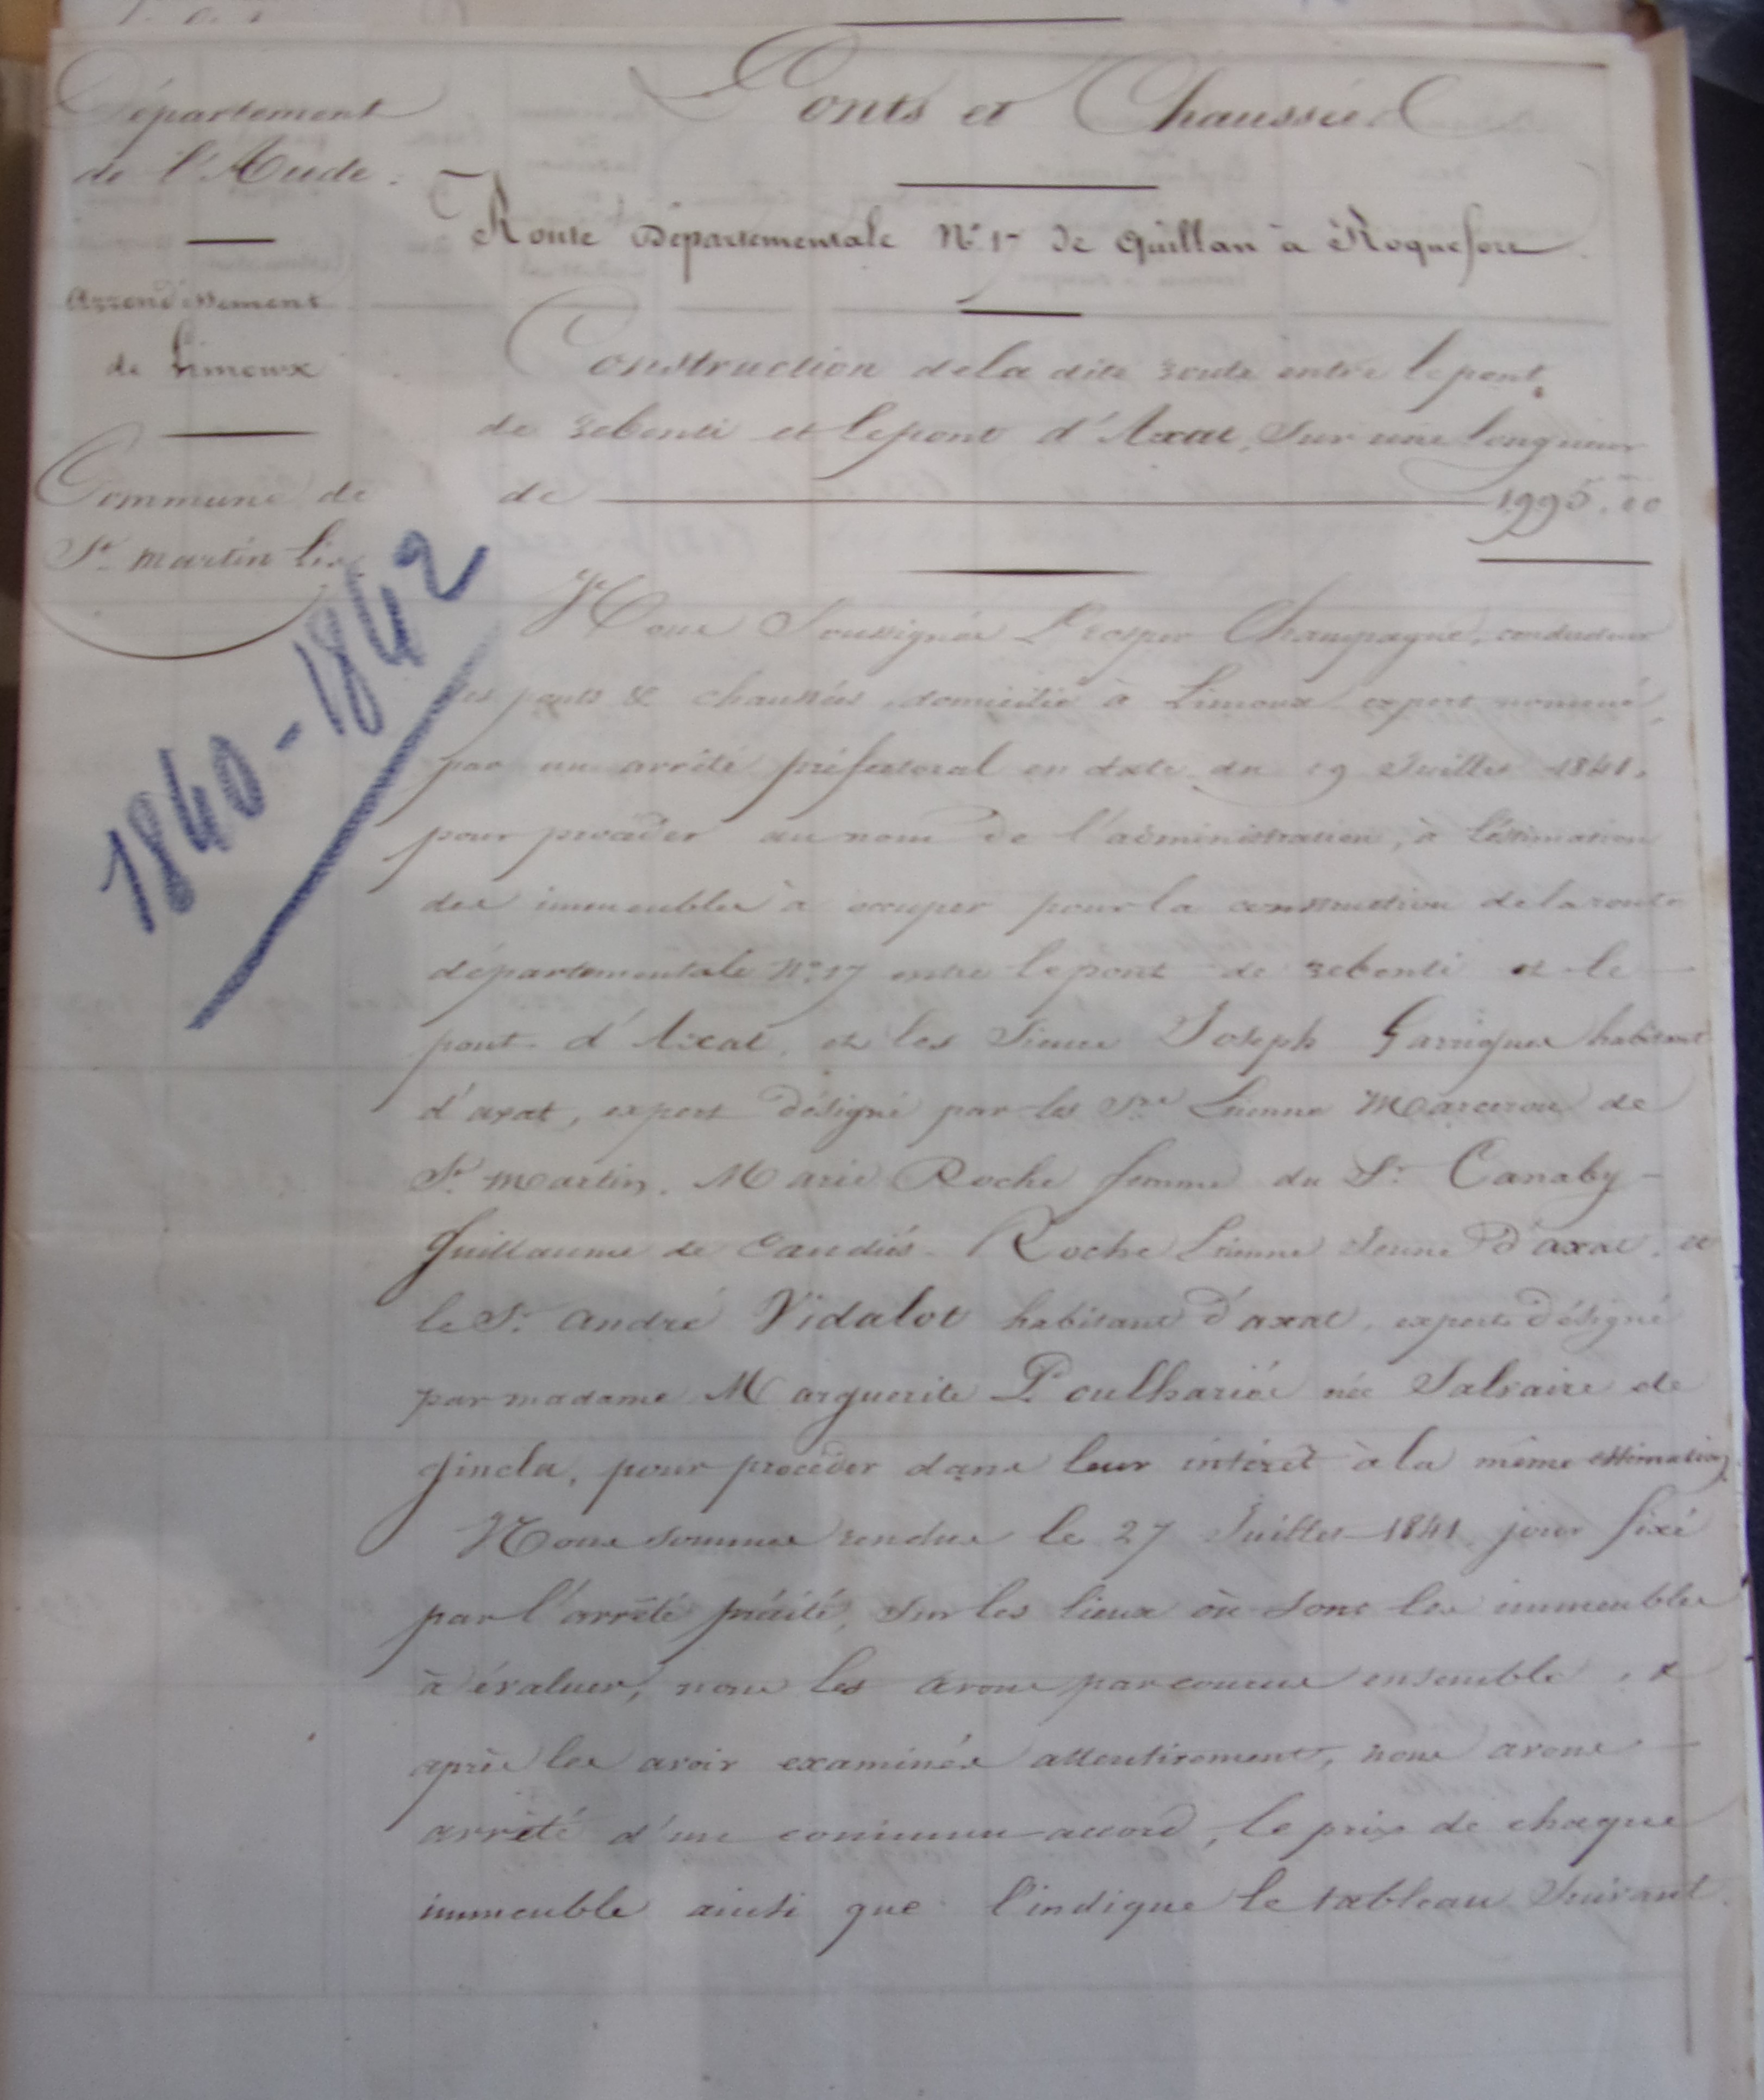 Département
de l'Aude.
Arrondissement
de Limoux
Commune de
St martin lis
1840-1842
Ponts et Chaussées
Route Départementale N° 17 de Quillan à Roquefort.
Construction de la dite route entre le pont
de rebenti et le pont d'Axat, sur une longueur
de 1995.m00
Nous Soussignés Prosper Champagne, conducteur
des ponts & chaussées, domicilié à Limoux expert nommé
par un arrêté préfectoral en date du 19 Juillet 1841.
pour procéder au nom de l'administration, à l'estimation
des immeubles à occuper pour la construction de la route
départementale N° 17 entre le pont de rebenti et le
pont d'Axat, et les Sieurs Joseph Garrigues habitant
d'axat, expert désigné par les Srs Etienne Marcerou de
St martin. Marie Roche femme du Sr Canaby
Guillaume de Caudiés Roche Etienne Jeune d'axat, et
le Sr André Vidalot habitant d'axat, expert désigné
par madame Marguerite Poulhariés née Salvaire de
gincla, pour procéder dans leur intérêt à la même estimation,
Nous sommes rendus le 27 Juillet 1841 jour fixé
par l'arrêté précité, sur les lieux où sont les immeubles
à évaluer, nous les avons parcourus ensemble, &
après les avoir examinés attentivement, nous avons
arrêté d'un commun accord, le prix de chaque
immeuble ainsi que l'indique le tableau suivant.